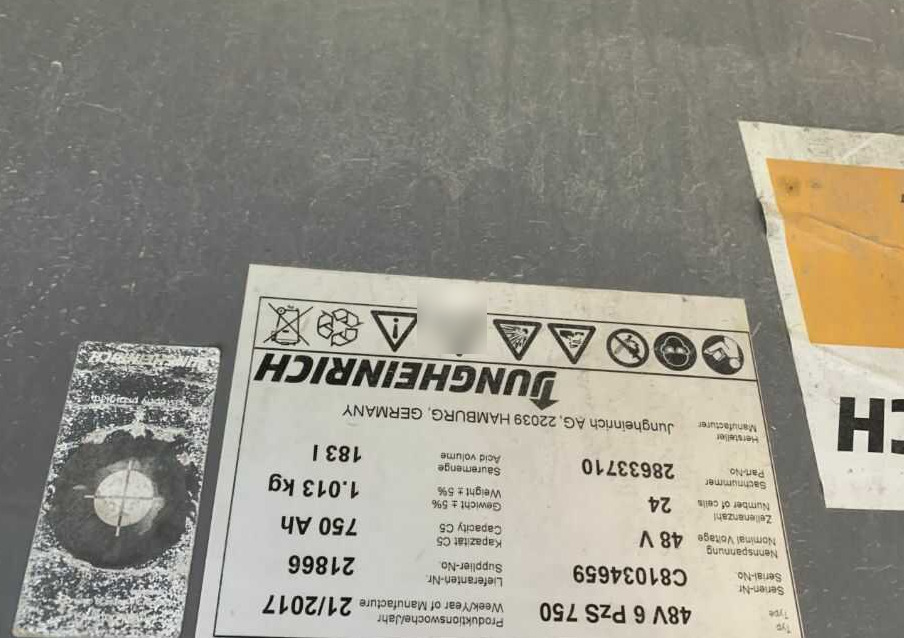 Typ
Type
48V 6 PzS 750
Produktionswoche/Jahr
Week/Year of Manufacture
21/2017
Serien-Nr
Serial-No
C81034659
Lieferanten-Nr.
Supplier-No.
21866
Nennspannung
Nominal Voltage
48 V
Kapazität C5
Capacity C5
750 Ah
Zellenanzahl
Number of cells
24
Gewicht ± 5%
Weight ± 5%
1.013 kg
Sachnummer
Part-No
28633710
Säuremenge
Acid volume
183 l
Hersteller
Manufacturer
Jungheinrich AG, 22039 HAMBURG, GERMANY
JUNGHEINRICH
JUNGHEINRICH
CH